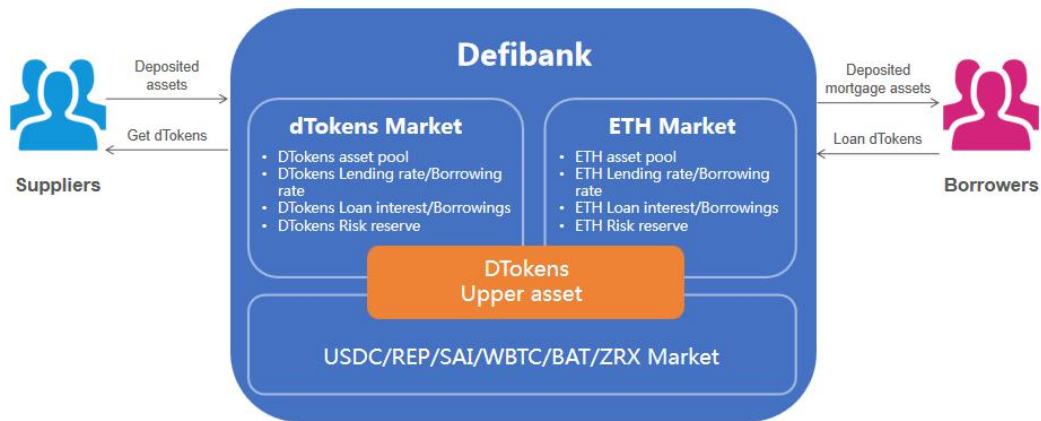 Defibank
Deposited
assets
Get dTokens
Suppliers
dTokens Market
• DTokens asset pool
• DTokens Lending rate/Borrowing
rate
• DTokens Loan interest/Borrowings
• DTokens Risk reserve
ETH Market
• ETH asset pool
• ETH Lending rate/Borrowing
rate
• ETH Loan interest/Borrowings
• ETH Risk reserve
DTokens
Upper asset
USDC/REP/SAI/WBTC/BAT/ZRX Market
Deposited
mortgage assets
Loan dTokens
Borrowers